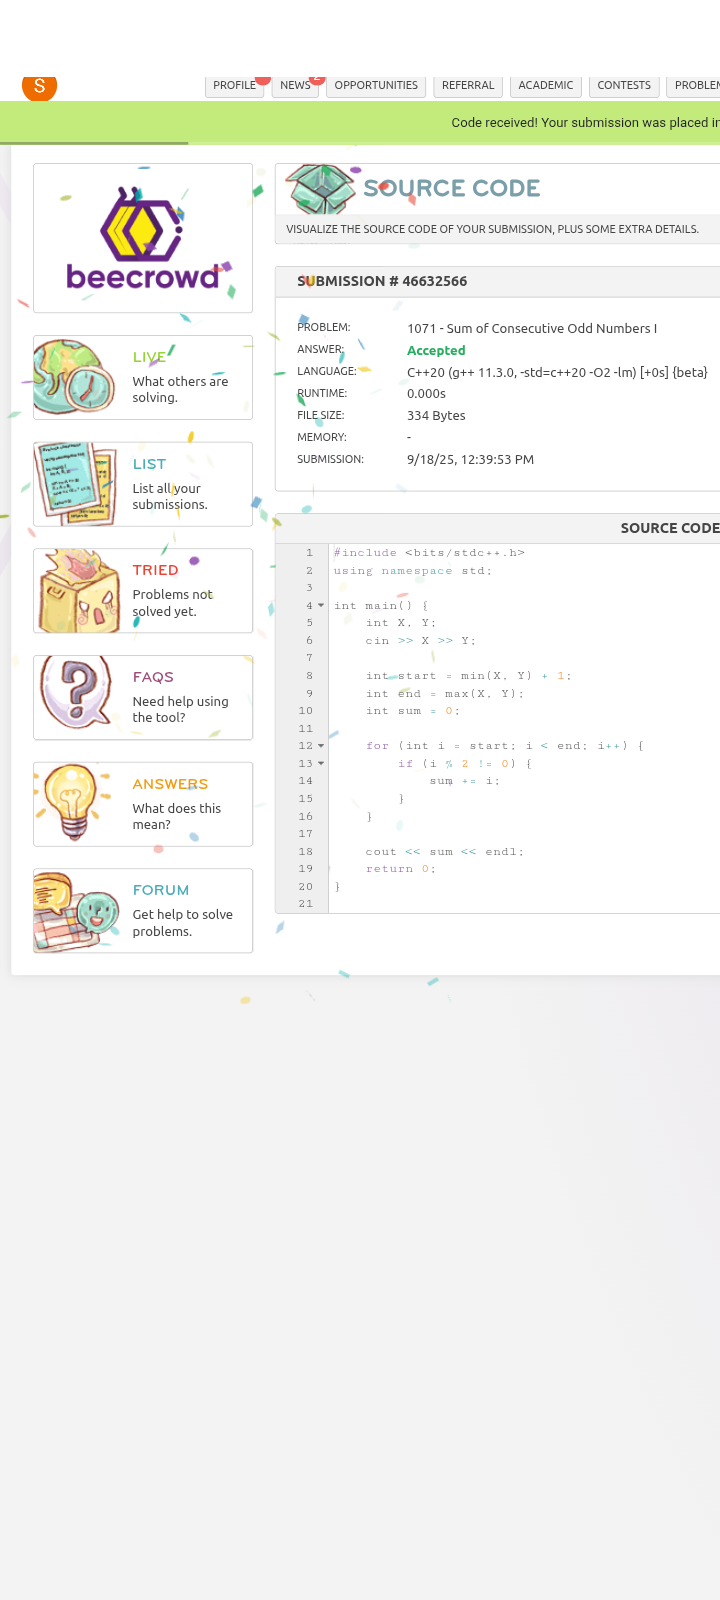 S
PROFILE NEWS 2 OPPORTUNITIES REFERRAL ACADEMIC CONTESTS
Code received! Your submission was placed in
beecrowd
SOURCE CODE
VISUALIZE THE SOURCE CODE OF YOUR SUBMISSION, PLUS SOME EXTRA DETAILS.
SUBMISSION # 46632566
PROBLEM: 1071 - Sum of Consecutive Odd Numbers I
ANSWER: Accepted
LANGUAGE: C++20 (g++ 11.3.0, -std=c++20 -O2 -lm) [+0s] {beta}
RUNTIME: 0.000s
FILE SIZE: 334 Bytes
MEMORY: -
SUBMISSION: 9/18/25, 12:39:53 PM
LIVE
What others are
solving.
LIST
List all your
submissions.
TRIED
Problems not
solved yet.
FAQS
Need help using
the tool?
ANSWERS
What does this
mean?
FORUM
Get help to solve
problems.
SOURCE CODE
1 #include <bits/stdc++.h>
2 using namespace std;
3
4 int main() {
5     int X, Y;
6     cin >> X >> Y;
7
8     int start = min(X, Y) + 1;
9     int end = max(X, Y);
10     int sum = 0;
11
12     for (int i = start; i < end; i++) {
13         if (i % 2 != 0) {
14             sum += i;
15         }
16     }
17
18     cout << sum << endl;
19     return 0;
20 }
21